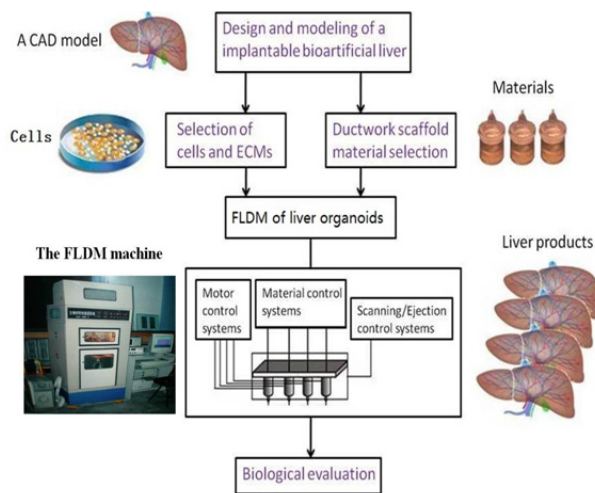 A CAD model
Design and modeling of a
implantable bioartificial liver
Materials
Cells
Selection of
cells and ECMs
Ductwork scaffold
material selection
FLDM of liver organoids
The FLDM machine
Liver products
Motor
control
systems
Material control
systems
Scanning/Ejection
control systems
Biological evaluation